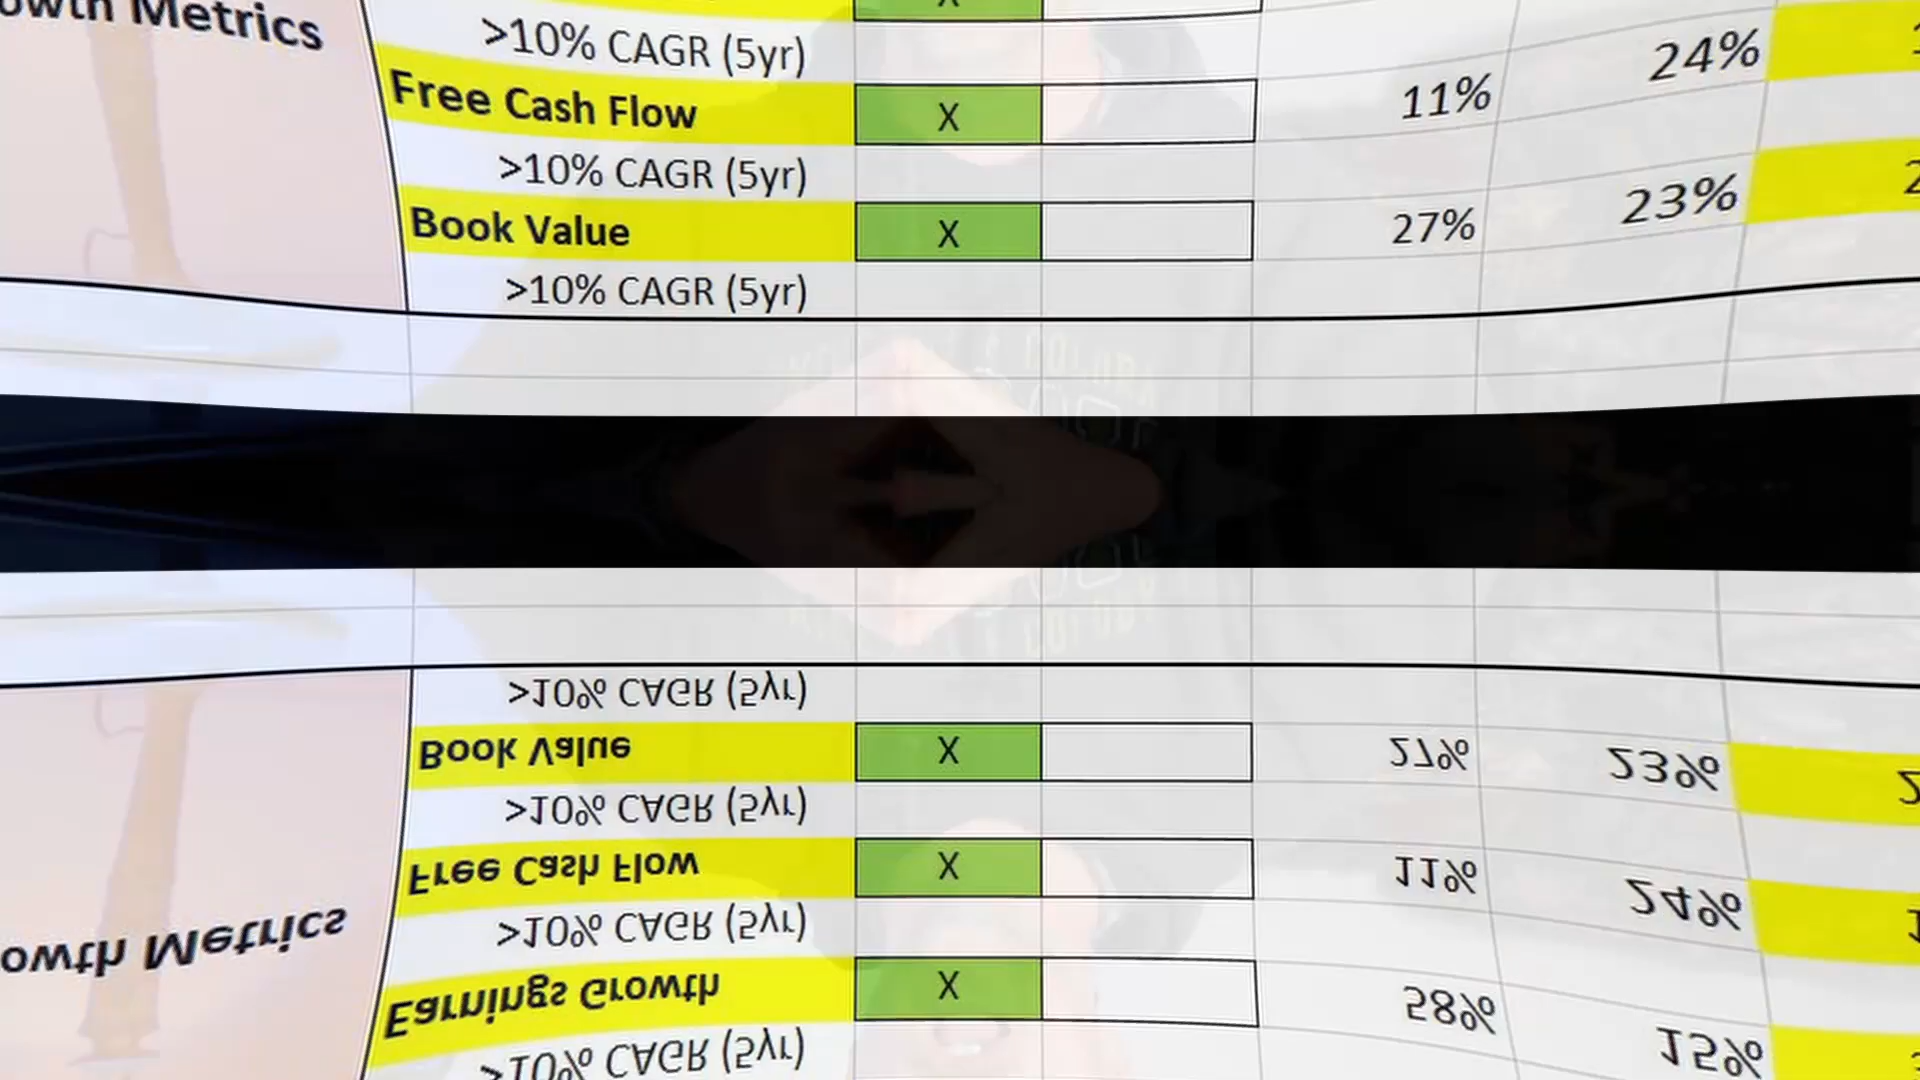 owth Metrics
>10% CAGR (5yr)
24%
Free Cash Flow X 11%
>10% CAGR (5yr)
23%
Book Value X 27%
>10% CAGR (5yr)
>10% CAGR (5yr)
Book Value X 27% 23%
>10% CAGR (5yr)
Free Cash Flow X 11% 24%
>10% CAGR (5yr)
owth Metrics
Earnings Growth X 58%
>10% CAGR (5yr) 15%